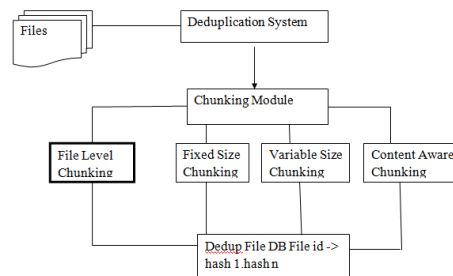 Files
Deduplication System
Chunking Module
File Level
Chunking
Fixed Size
Chunking
Variable Size
Chunking
Content Aware
Chunking
Dedup File DB File id ->
hash 1.hash n